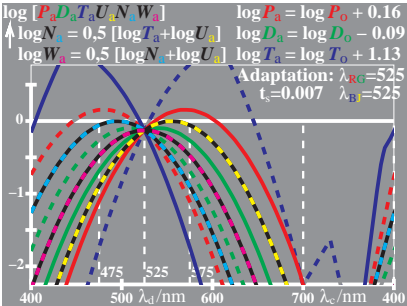 log [PaDaTaUaNaWa] log Pa = log Po + 0.16
logNa = 0,5 [logTa+logUa] log Da = log Do - 0.09
logWa = 0,5[logNa+logUa] log Ta = log To + 1.13
Adaptation: λRG=525
ts=0.007 λBJ=525
0
−1
−2
475 525 575
400 500 λd/nm 600 700 λc/nm 400